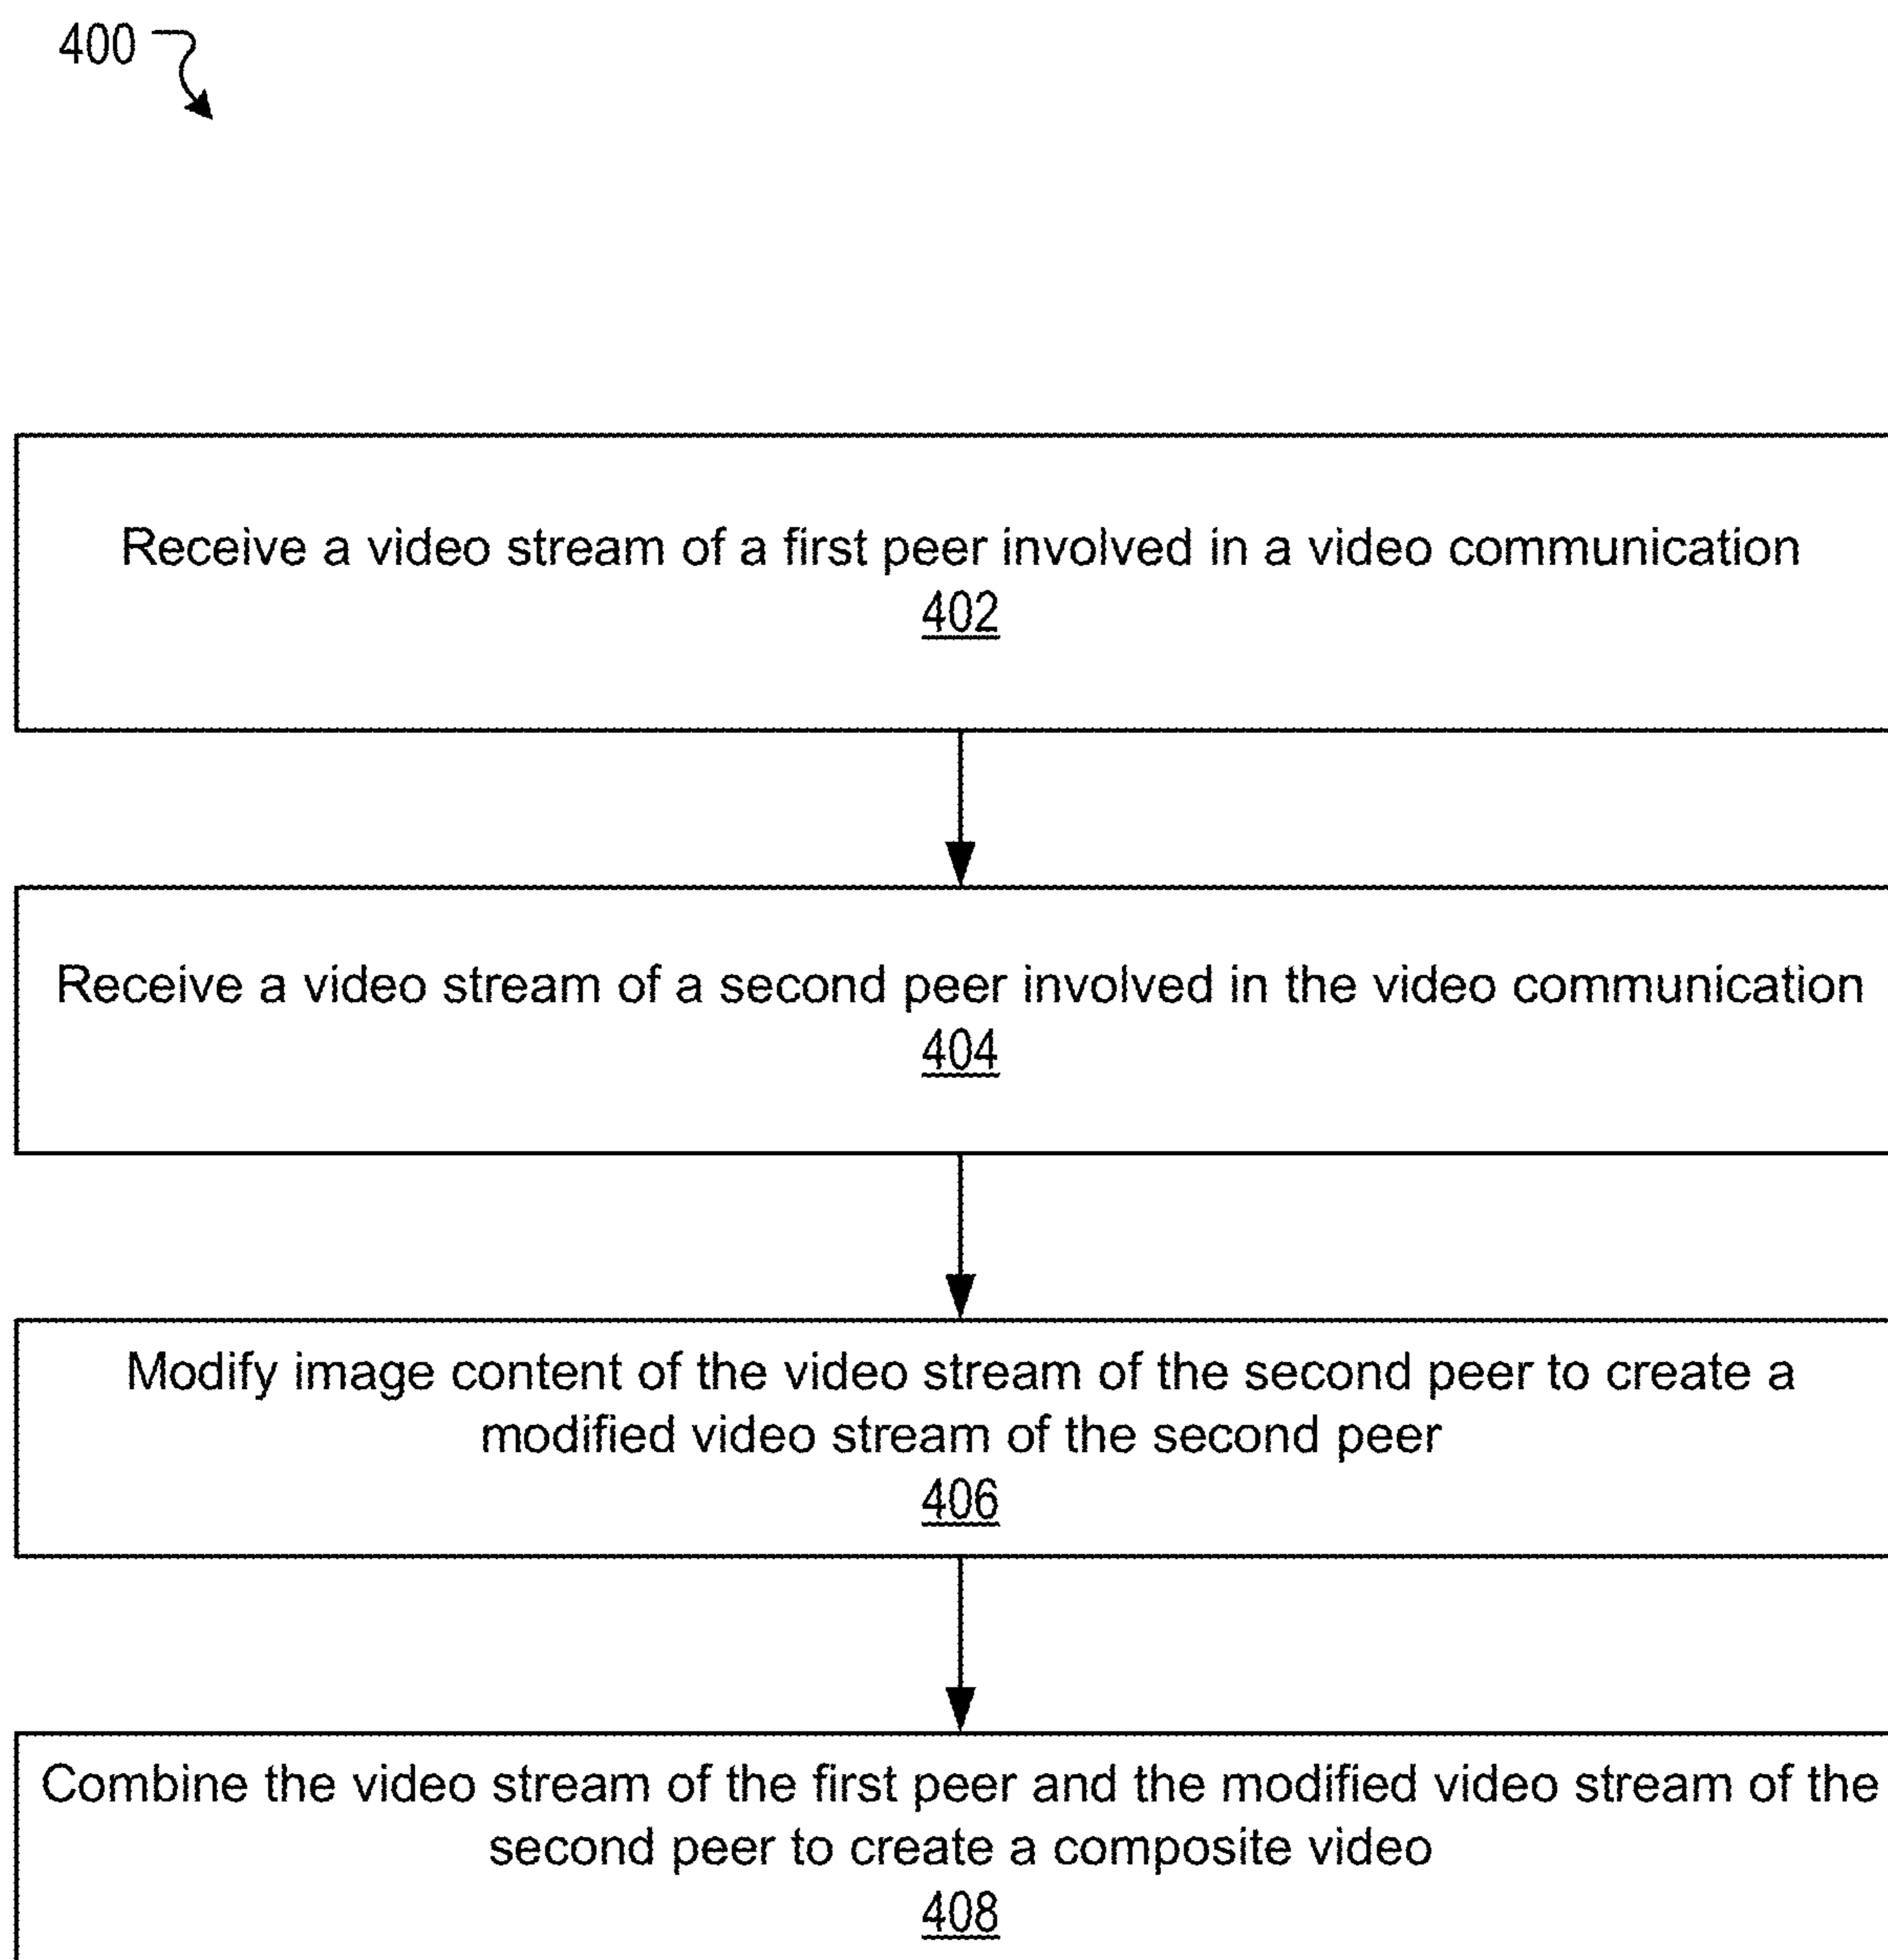 400
Receive a video stream of a first peer involved in a video communication
402
Receive a video stream of a second peer involved in the video communication
404
Modify image content of the video stream of the second peer to create a
modified video stream of the second peer
406
Combine the video stream of the first peer and the modified video stream of the
second peer to create a composite video
408